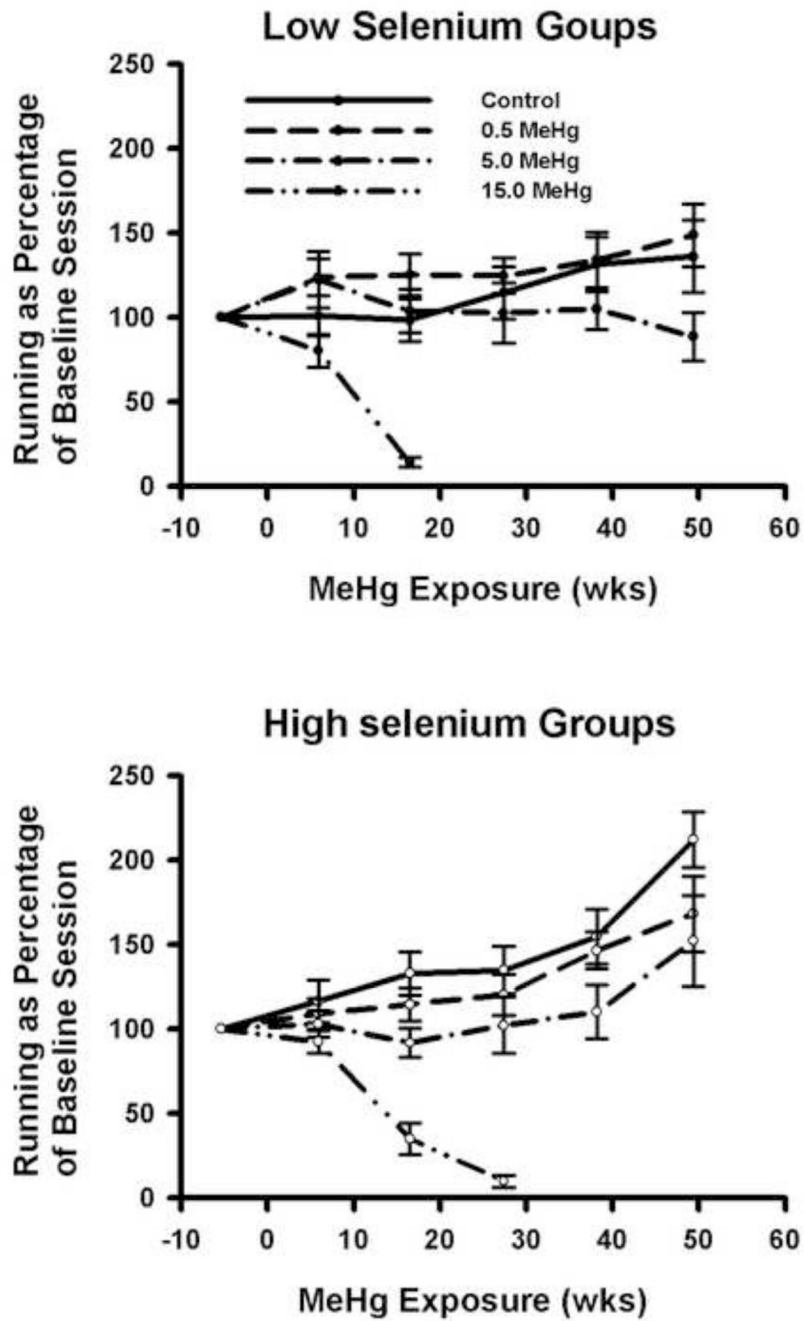 Low Selenium Goups
Running as Percentage
of Baseline Session
250
200
150
100
50
0
Control
0.5 MeHg
5.0 MeHg
15.0 MeHg
-10 0 10 20 30 40 50 60
MeHg Exposure (wks)
High selenium Groups
Running as Percentage
of Baseline Session
250
200
150
100
50
0
-10 0 10 20 30 40 50 60
MeHg Exposure (wks)